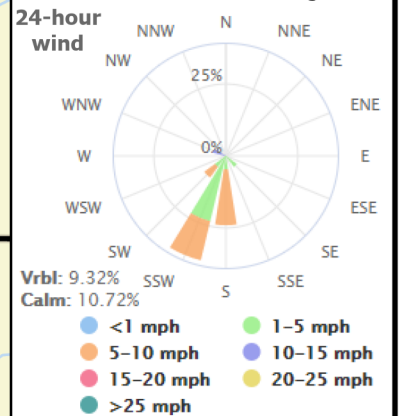 24-hour
wind
N
NNW
NNE
NW
NE
25%
WNW
ENE
0%
W
E
WSW
ESE
SW
SE
Vrbl: 9.32%
SSW
SSE
S
Calm: 10.72%
<1 mph
1-5 mph
5-10 mph
10-15 mph
15-20 mph
20-25 mph
>25 mph